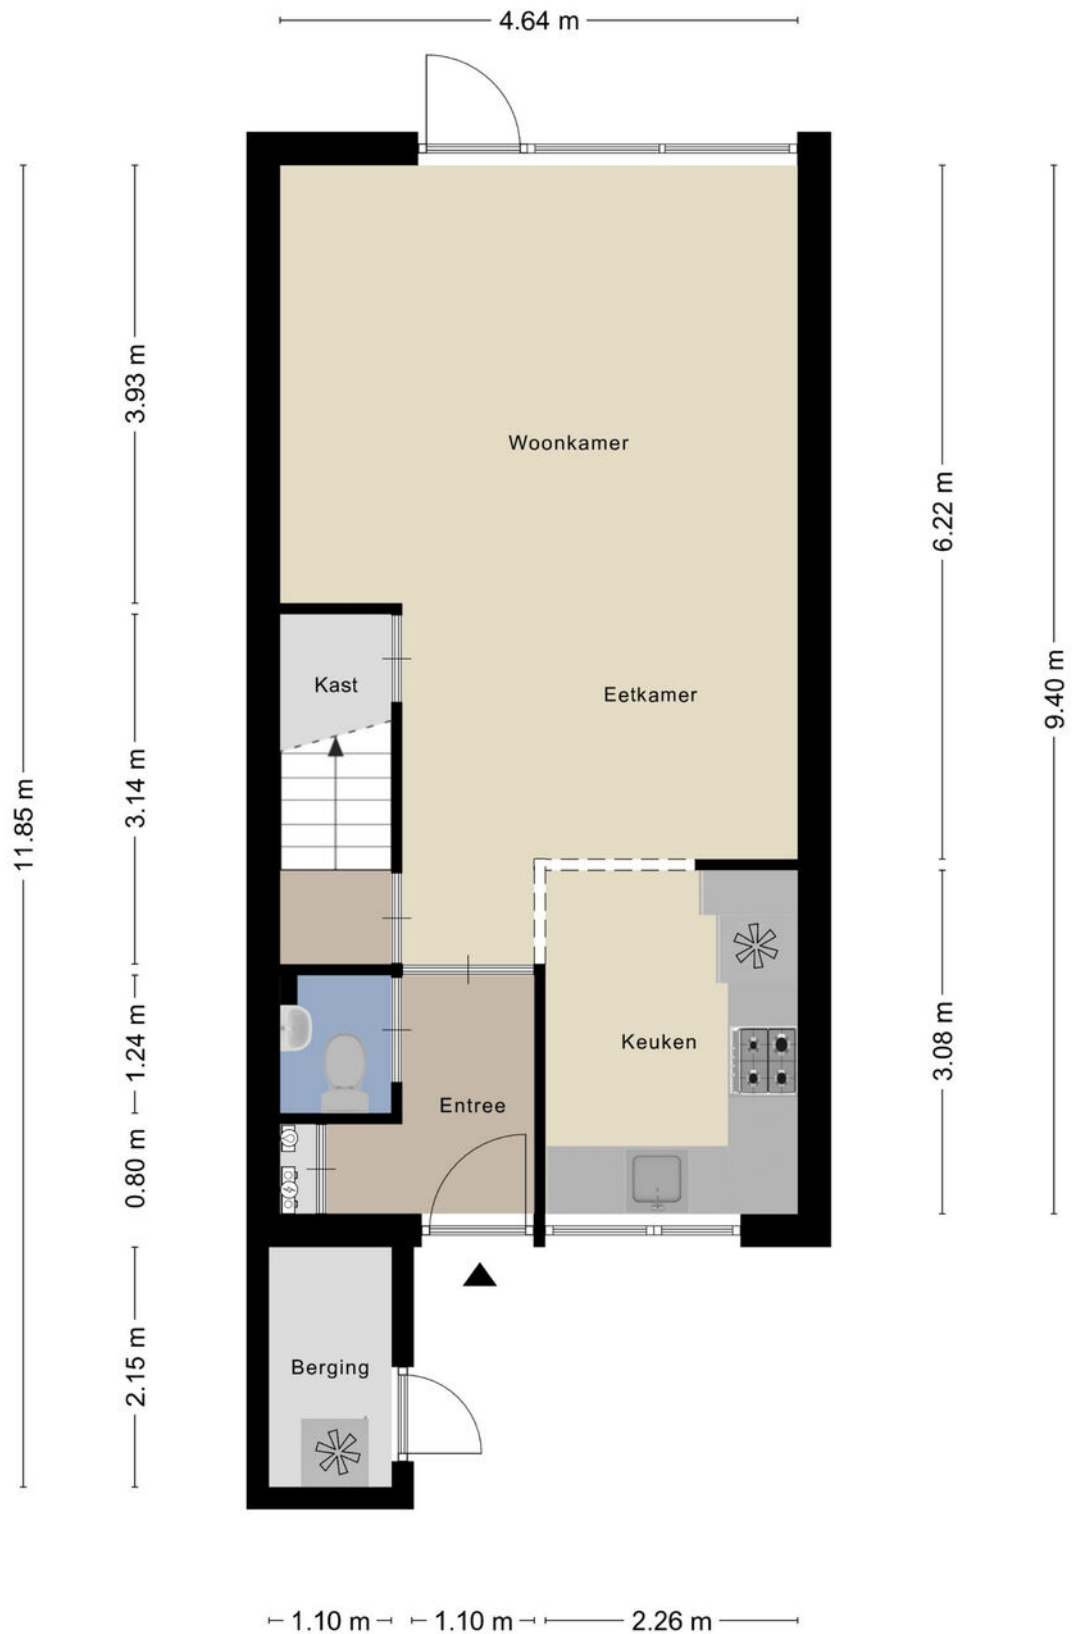 4.64 m
3.93 m
Woonkamer
6.22 m
Kast
Eetkamer
9.40 m
3.14 m
11.85 m
1.24 m
Keuken
3.08 m
Entree
0.80 m
Berging
2.15 m
1.10 m
1.10 m
2.26 m